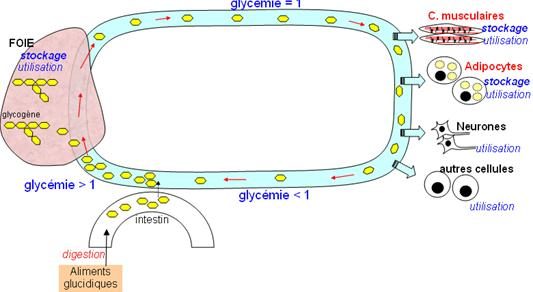 glycémie = 1
FOIE
stockage
utilisation
glycogène
glycémie > 1
glycémie < 1
intestin
digestion
Aliments
glucidiques
C. musculaires
stockage
utilisation
Adipocytes
stockage
utilisation
Neurones
utilisation
autres cellules
utilisation